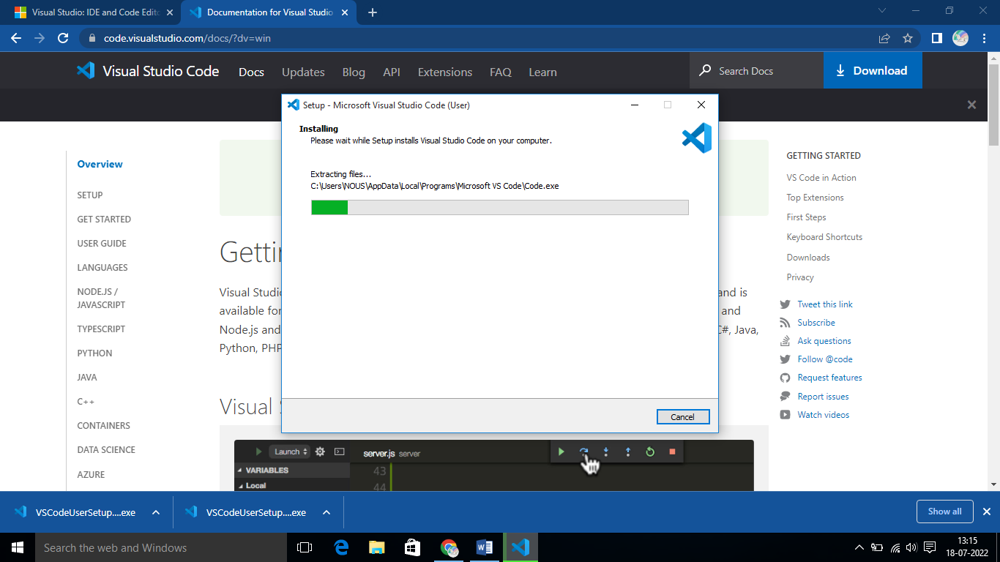 Visual Studio: IDE and Code Edito
Documentation for Visual Studio
code.visualstudio.com/docs/?dv=win
Visual Studio Code
Docs
Updates
Blog
API
Extensions
FAQ
Learn
Search Docs
Download
Setup - Microsoft Visual Studio Code (User)
Installing
Please wait while Setup installs Visual Studio Code on your computer.
Extracting files...
C:\Users\NOUS\AppData\Local\Programs\Microsoft VS Code\Code.exe
Cancel
Overview
SETUP
GET STARTED
USER GUIDE
LANGUAGES
NODE.JS /
JAVASCRIPT
TYPESCRIPT
PYTHON
JAVA
C++
CONTAINERS
DATA SCIENCE
AZURE
Gettin
Visual Studi
and is
available for
and
Node.js and
C#, Java,
Python, PHP
Visual S
Launch
server.js server
VARIABLES
43
Local
44
GETTING STARTED
VS Code in Action
Top Extensions
First Steps
Keyboard Shortcuts
Downloads
Privacy
Tweet this link
Subscribe
Ask questions
Follow @code
Request features
Report issues
Watch videos
VSCodeUserSetup....exe
VSCodeUserSetup....exe
Show all
Search the web and Windows
13:15
18-07-2022